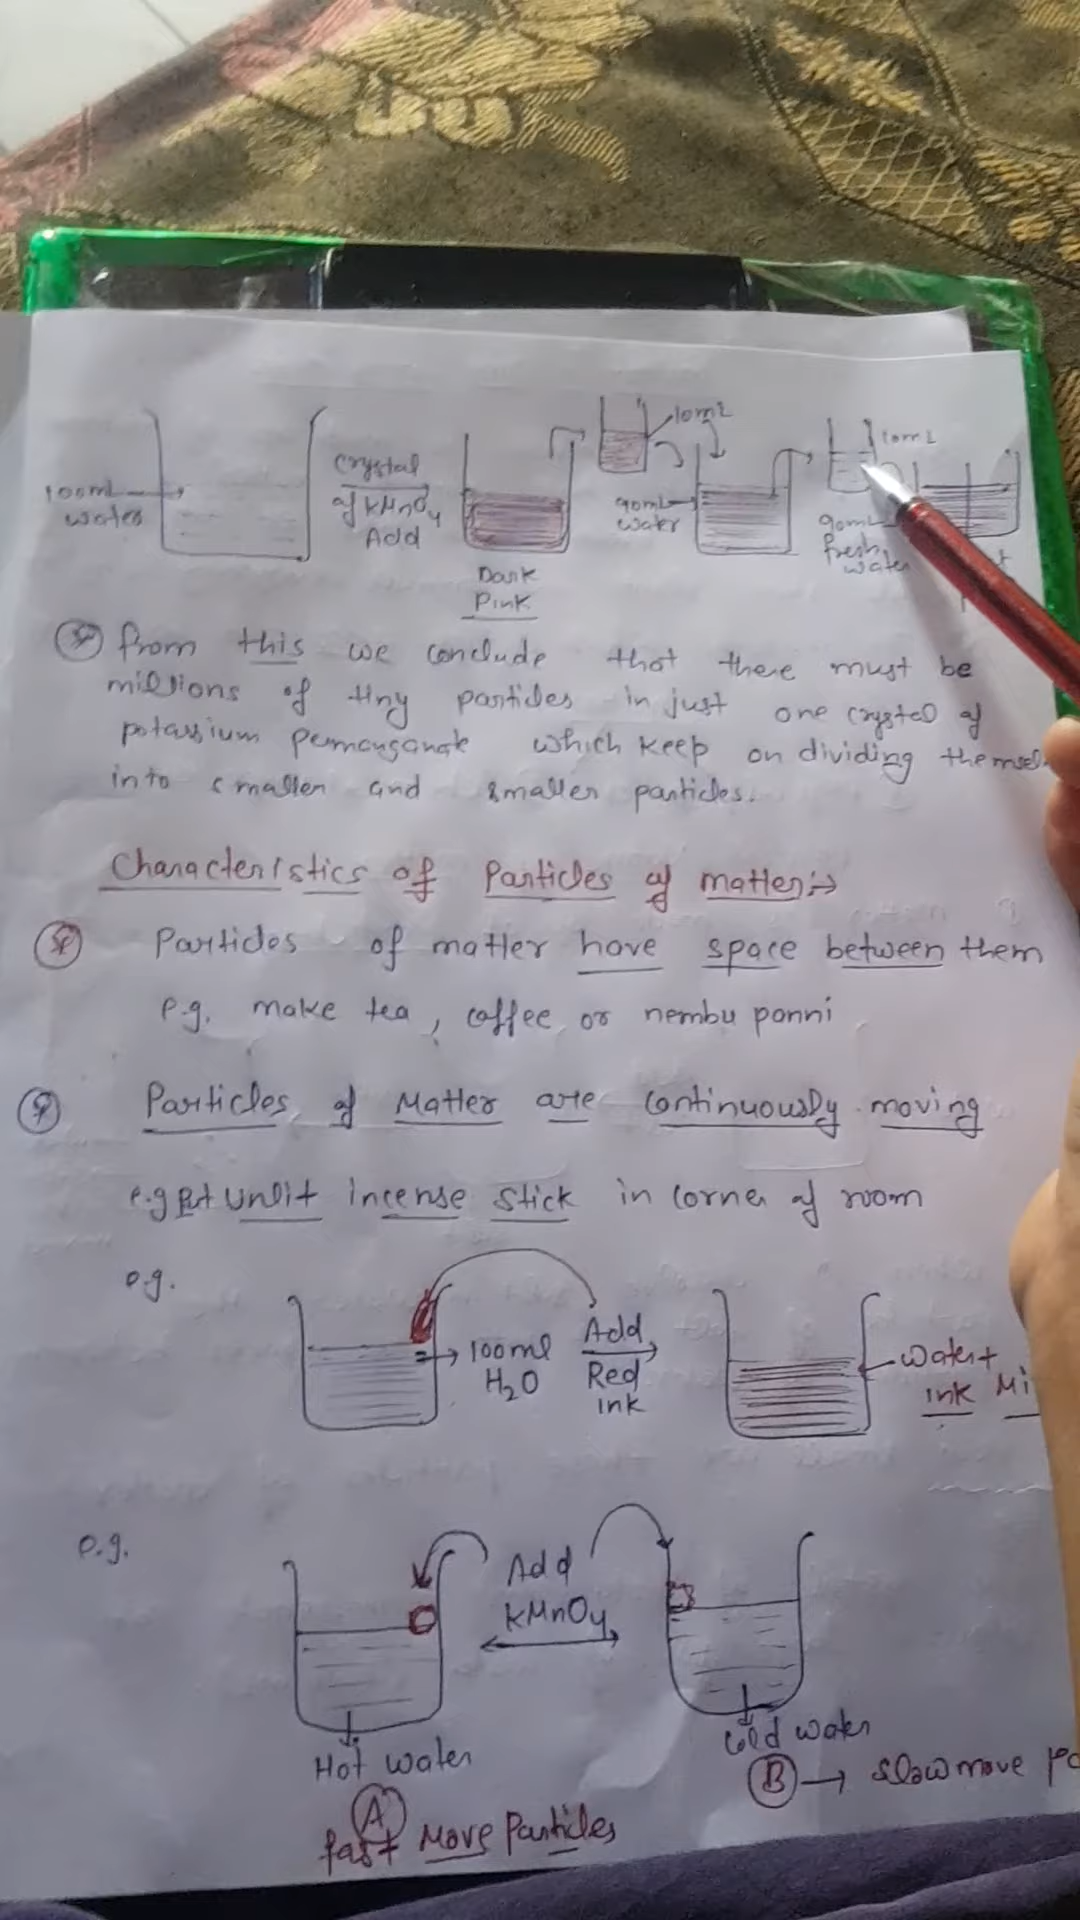 100mL
water
Crystal
of KMnO4
Add
Dark
Pink
10mL
90mL
water
10mL
90mL
fresh
water
from this we conclude that there must be
millions of tiny particles in just one crystal of
potassium permanganate which keep on dividing themsel
into smaller and smaller particles.
Characteristics of Particles of matter:→
Particles of matter have space between them
e.g. make tea, coffee or nembu panni
Particles of Matter are continuously moving
e.g Put unlit incense stick in corner of room
e.g.
100ml
H2O
Add
Red
ink
Water+
ink Mi
e.g.
Add
KMnO4
Hot water
A
fast Move Particles
Cold water
B → slow move